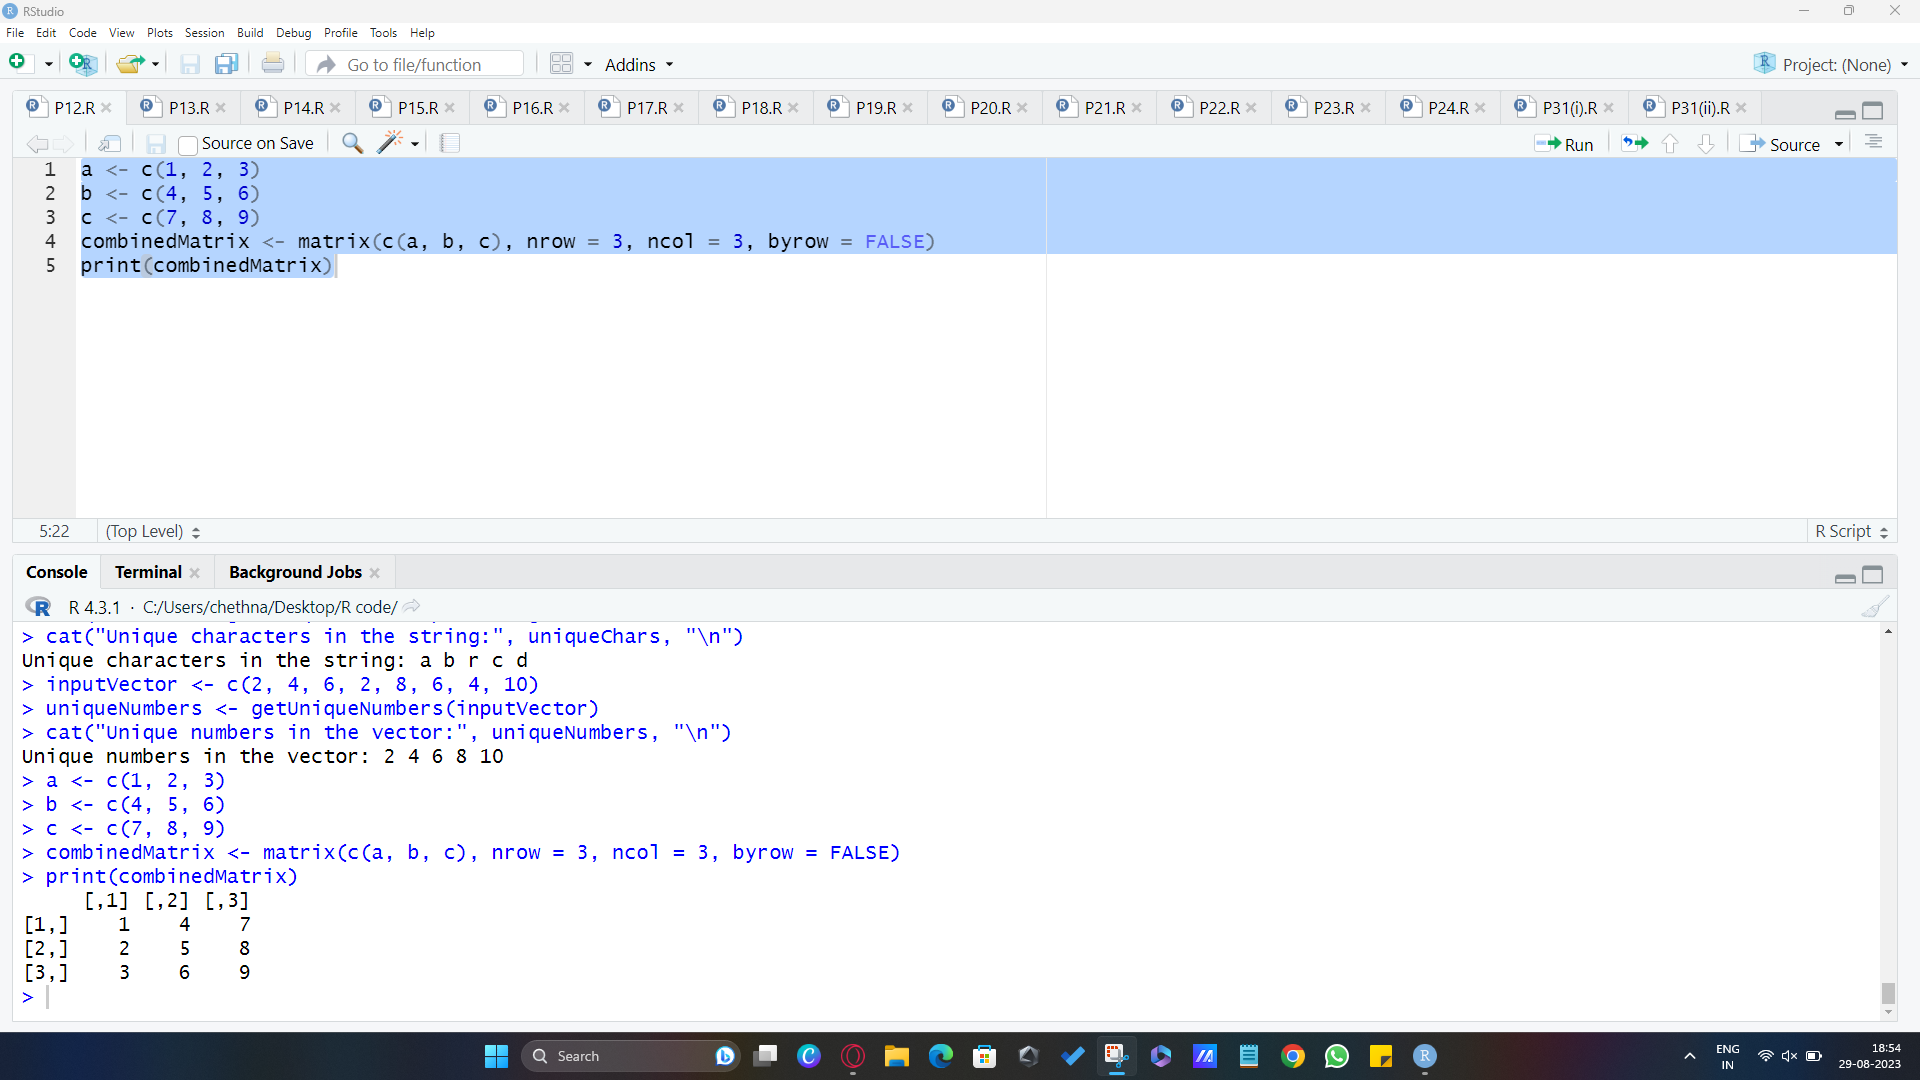 RStudio
File Edit Code View Plots Session Build Debug Profile Tools Help
Go to file/function Addins Project: (None)
P12.R P13.R P14.R P15.R P16.R P17.R P18.R P19.R P20.R P21.R P22.R P23.R P24.R P31(i).R P31(ii).R
Source on Save Run Source
1 a <- c(1, 2, 3)
2 b <- c(4, 5, 6)
3 c <- c(7, 8, 9)
4 combinedMatrix <- matrix(c(a, b, c), nrow = 3, ncol = 3, byrow = FALSE)
5 print(combinedMatrix)
5:22 (Top Level) R Script
Console Terminal Background Jobs
R 4.3.1 · C:/Users/chethna/Desktop/R code/
> cat("Unique characters in the string:", uniqueChars, "\n")
Unique characters in the string: a b r c d
> inputVector <- c(2, 4, 6, 2, 8, 6, 4, 10)
> uniqueNumbers <- getUniqueNumbers(inputVector)
> cat("Unique numbers in the vector:", uniqueNumbers, "\n")
Unique numbers in the vector: 2 4 6 8 10
> a <- c(1, 2, 3)
> b <- c(4, 5, 6)
> c <- c(7, 8, 9)
> combinedMatrix <- matrix(c(a, b, c), nrow = 3, ncol = 3, byrow = FALSE)
> print(combinedMatrix)
[,1] [,2] [,3]
[1,] 1 4 7
[2,] 2 5 8
[3,] 3 6 9
>
Search ENG 18:54
IN 29-08-2023